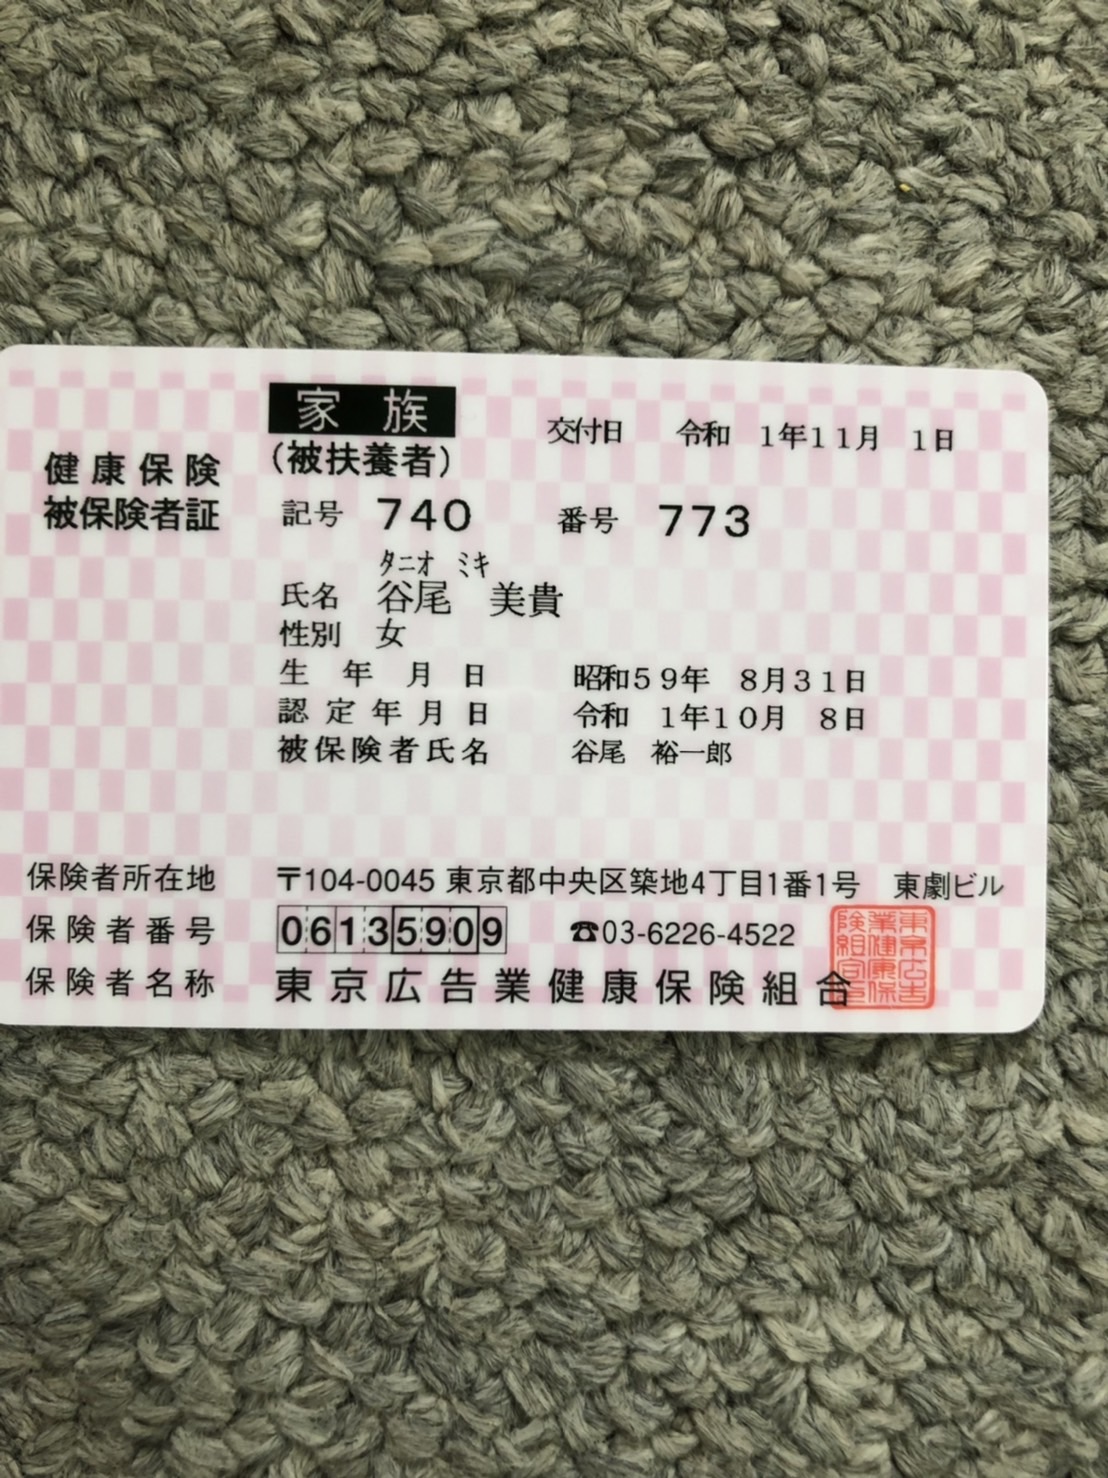 家 族
(被扶養者)
交付日 令和 1年11月 1日
健康保険
被保険者証
記号 740 番号 773
ﾀﾆｵ ﾐｷ
氏名 谷尾 美貴
性別 女
生年月日 昭和59年 8月31日
認定年月日 令和 1年10月 8日
被保険者氏名 谷尾 裕一郎
保険者所在地 〒104-0045 東京都中央区築地4丁目1番1号 東劇ビル
保険者番号 06135909 ☎03-6226-4522
保険者名称 東京広告業健康保険組合